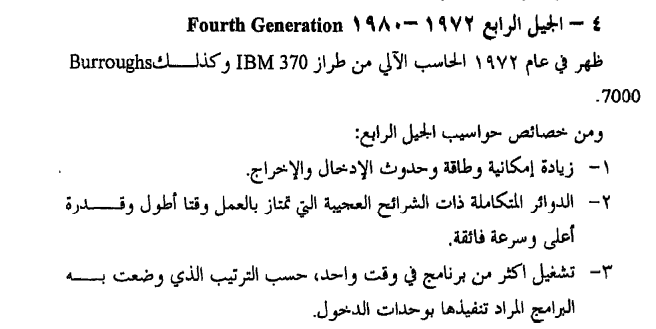 ٤ – الجيل الرابع ١٩٧٢ – ١٩٨٠ Fourth Generation
ظهر في عام ١٩٧٢ الحاسب الآلي من طراز IBM 370 وكذلك Burroughs
7000.
ومن خصائص حواسيب الجيل الرابع:
١– زيادة إمكانية وطاقة وحدوث الإدخال والإخراج.
٢– الدوائر المتكاملة ذات الشرائح العجيبة التي تمتاز بالعمل وقتا أطول وقدرة
أعلى وسرعة فائقة.
٣– تشغيل اكثر من برنامج في وقت واحد، حسب الترتيب الذي وضعت به
البرامج المراد تنفيذها بوحدات الدخول.